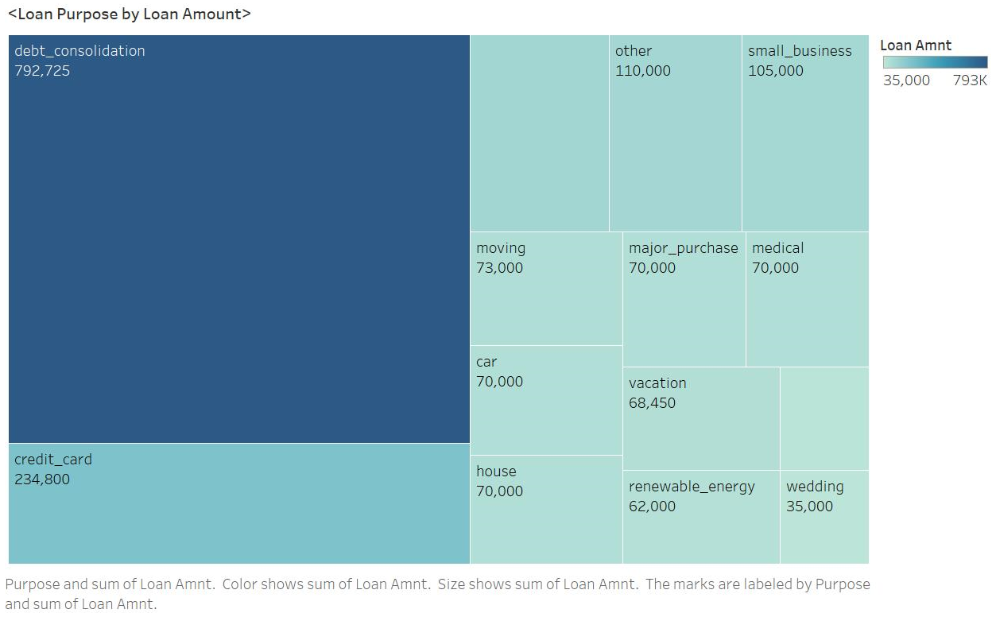 <Loan Purpose by Loan Amount>
debt_consolidation
792,725
other
110,000
small_business
105,000
Loan Amnt
35,000 793K
moving
73,000
major_purchase
70,000
medical
70,000
car
70,000
vacation
68,450
credit_card
234,800
house
70,000
renewable_energy
62,000
wedding
35,000
Purpose and sum of Loan Amnt. Color shows sum of Loan Amnt. Size shows sum of Loan Amnt. The marks are labeled by Purpose
and sum of Loan Amnt.